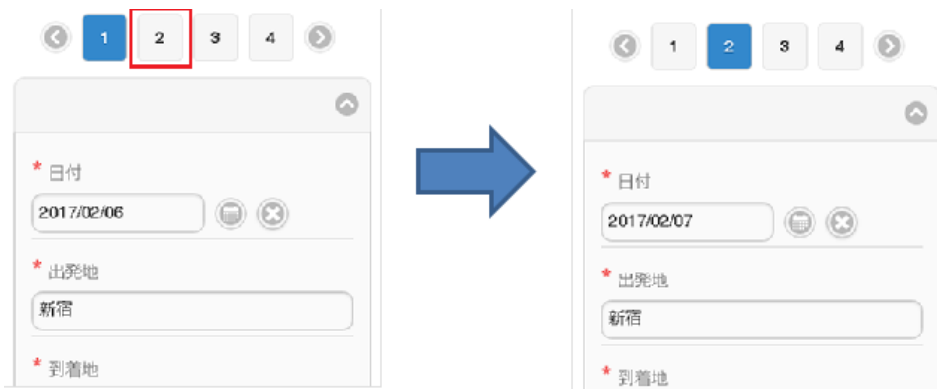 1 2 3 4
* 日付
2017/02/06
* 出発地
新宿
* 到着地
1 2 3 4
* 日付
2017/02/07
* 出発地
新宿
* 到着地